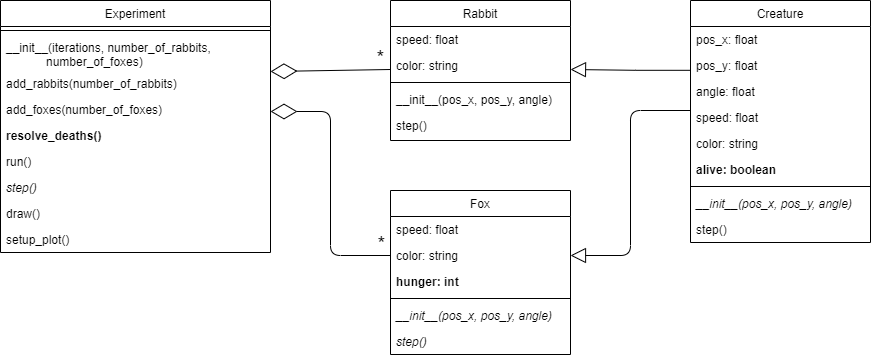 Experiment
__init__(iterations, number_of_rabbits,
number_of_foxes)
add_rabbits(number_of_rabbits)
add_foxes(number_of_foxes)
resolve_deaths()
run()
step()
draw()
setup_plot()
*
*
Rabbit
speed: float
color: string
__init__(pos_x, pos_y, angle)
step()
Fox
speed: float
color: string
hunger: int
__init__(pos_x, pos_y, angle)
step()
Creature
pos_x: float
pos_y: float
angle: float
speed: float
color: string
alive: boolean
__init__(pos_x, pos_y, angle)
step()